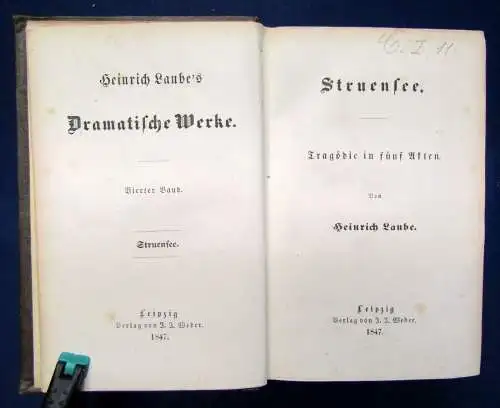 Heinrich Laube's
Dramatische Werke.
Vierter Band.
Struensee.
Leipzig
Verlag von J. J. Weber.
1847.
Struensee.
Tragödie in fünf Akten.
Von
Heinrich Laube.
Leipzig
Verlag von J. J. Weber.
1847.